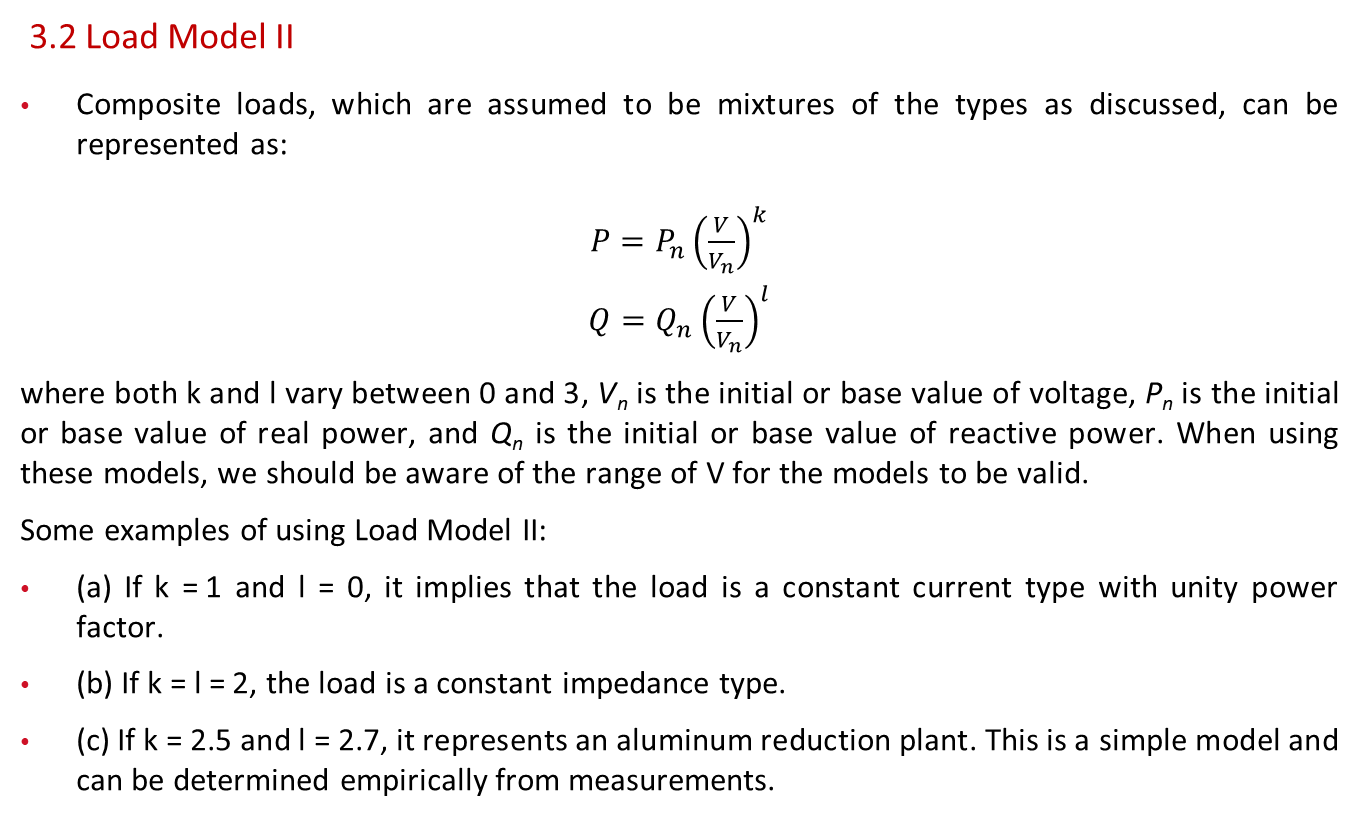 3.2 Load Model II
• Composite loads, which are assumed to be mixtures of the types as discussed, can be
represented as:
P = Pₙ (V/Vₙ)^k
Q = Qₙ (V/Vₙ)^l
where both k and l vary between 0 and 3, Vₙ is the initial or base value of voltage, Pₙ is the initial
or base value of real power, and Qₙ is the initial or base value of reactive power. When using
these models, we should be aware of the range of V for the models to be valid.
Some examples of using Load Model II:
• (a) If k = 1 and l = 0, it implies that the load is a constant current type with unity power
factor.
• (b) If k = l = 2, the load is a constant impedance type.
• (c) If k = 2.5 and l = 2.7, it represents an aluminum reduction plant. This is a simple model and
can be determined empirically from measurements.